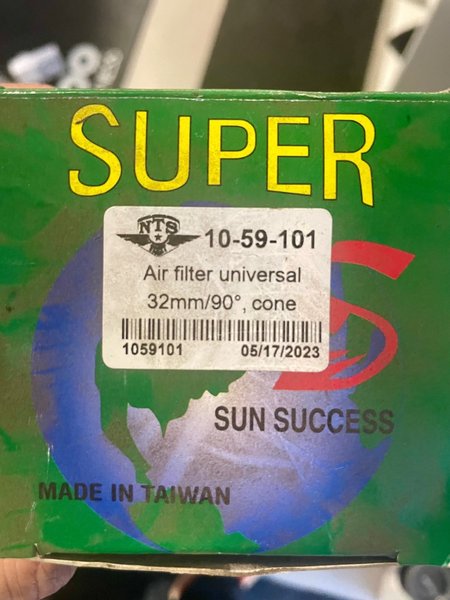 SUPER
NTS
10-59-101
Air filter universal
32mm/90°, cone
1059101 05/17/2023
S
SUN SUCCESS
MADE IN TAIWAN